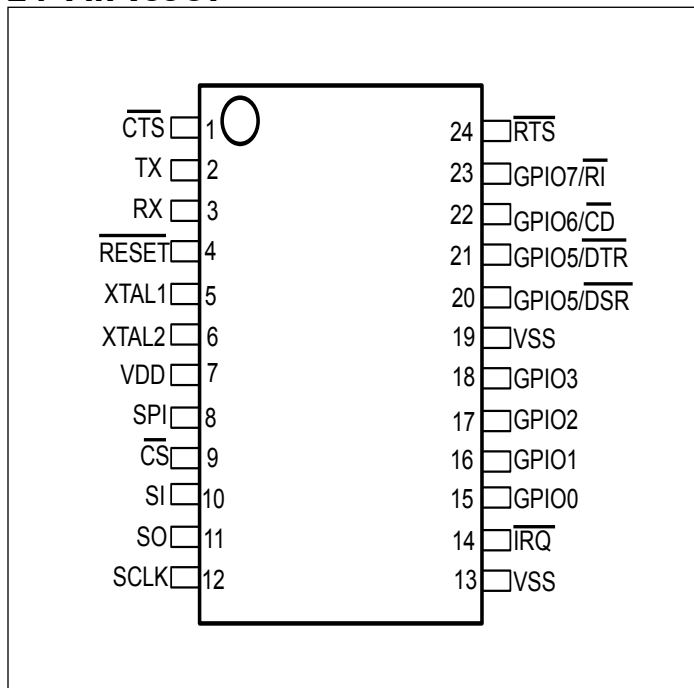 CTS 1 24 RTS
TX 2 23 GPIO7/RI
RX 3 22 GPIO6/CD
RESET 4 21 GPIO5/DTR
XTAL1 5 20 GPIO5/DSR
XTAL2 6 19 VSS
VDD 7 18 GPIO3
SPI 8 17 GPIO2
CS 9 16 GPIO1
SI 10 15 GPIO0
SO 11 14 IRQ
SCLK 12 13 VSS